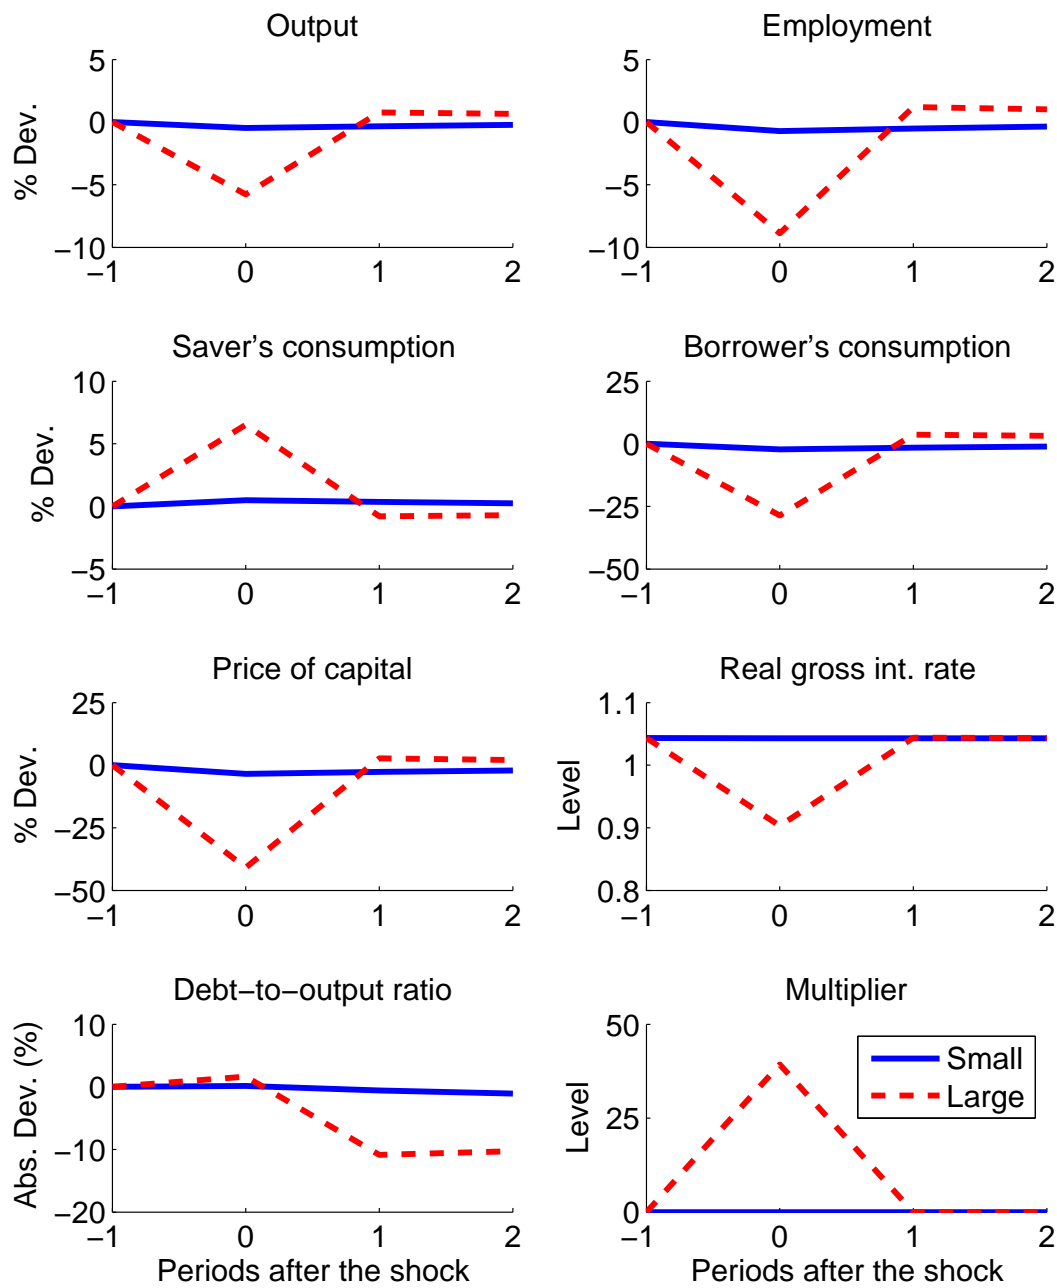 Output
Employment
5
0
−5
−10
% Dev.
−1 0 1 2
5
0
−5
−10
−1 0 1 2
Saver's consumption
Borrower's consumption
10
5
0
−5
% Dev.
−1 0 1 2
25
0
−25
−50
−1 0 1 2
Price of capital
Real gross int. rate
25
0
−25
−50
% Dev.
−1 0 1 2
1.1
1
0.9
0.8
Level
−1 0 1 2
Debt−to−output ratio
Multiplier
10
0
−10
−20
Abs. Dev. (%)
−1 0 1 2
Periods after the shock
50
25
0
Level
Small
Large
−1 0 1 2
Periods after the shock